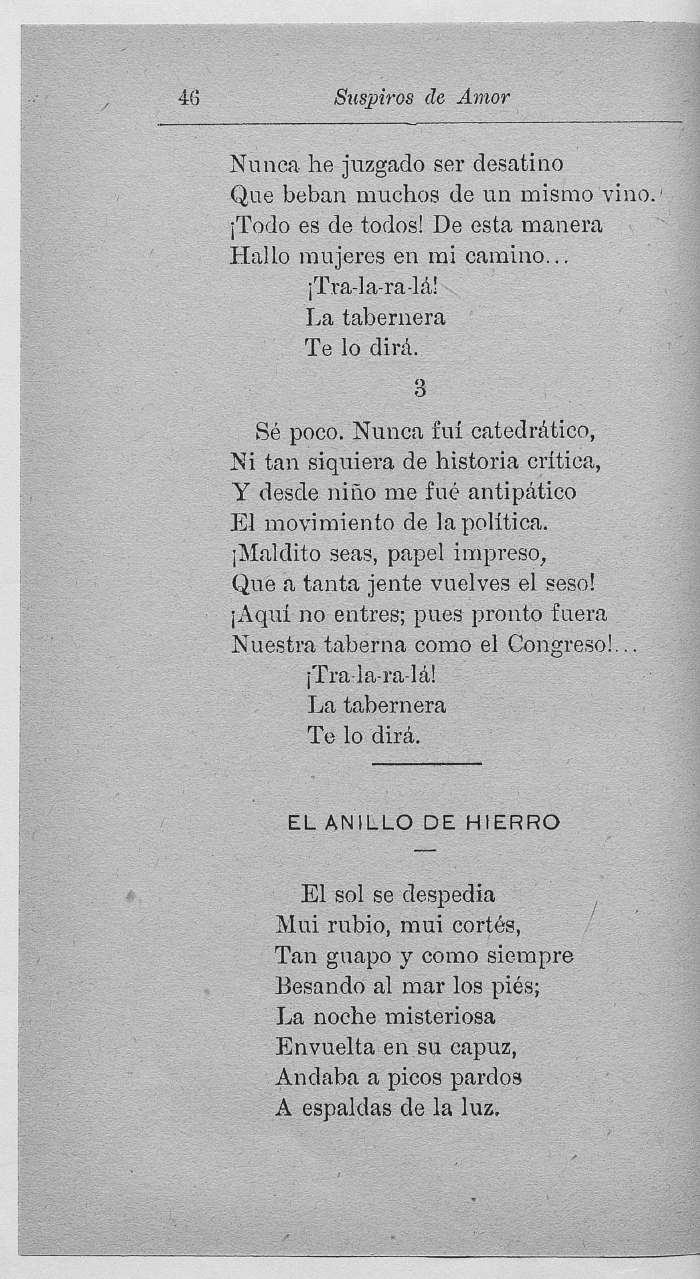 46 Suspiros de Amor
Nunca he juzgado ser desatino
Que beban muchos de un mismo vino.
¡Todo es de todos! De esta manera
Hallo mujeres en mi camino...
¡Tra-la-ra-lá!
La tabernera
Te lo dirá.
3
Sé poco. Nunca fuí catedrático,
Ni tan siquiera de historia crítica,
Y desde niño me fué antipático
El movimiento de la política.
¡Maldito seas, papel impreso,
Que a tanta jente vuelves el seso!
¡Aquí no entres; pues pronto fuera
Nuestra taberna como el Congreso!...
¡Tra-la-ra-lá!
La tabernera
Te lo dirá.
EL ANILLO DE HIERRO
El sol se despedia
Mui rubio, mui cortés,
Tan guapo y como siempre
Besando al mar los piés;
La noche misteriosa
Envuelta en su capuz,
Andaba a picos pardos
A espaldas de la luz.